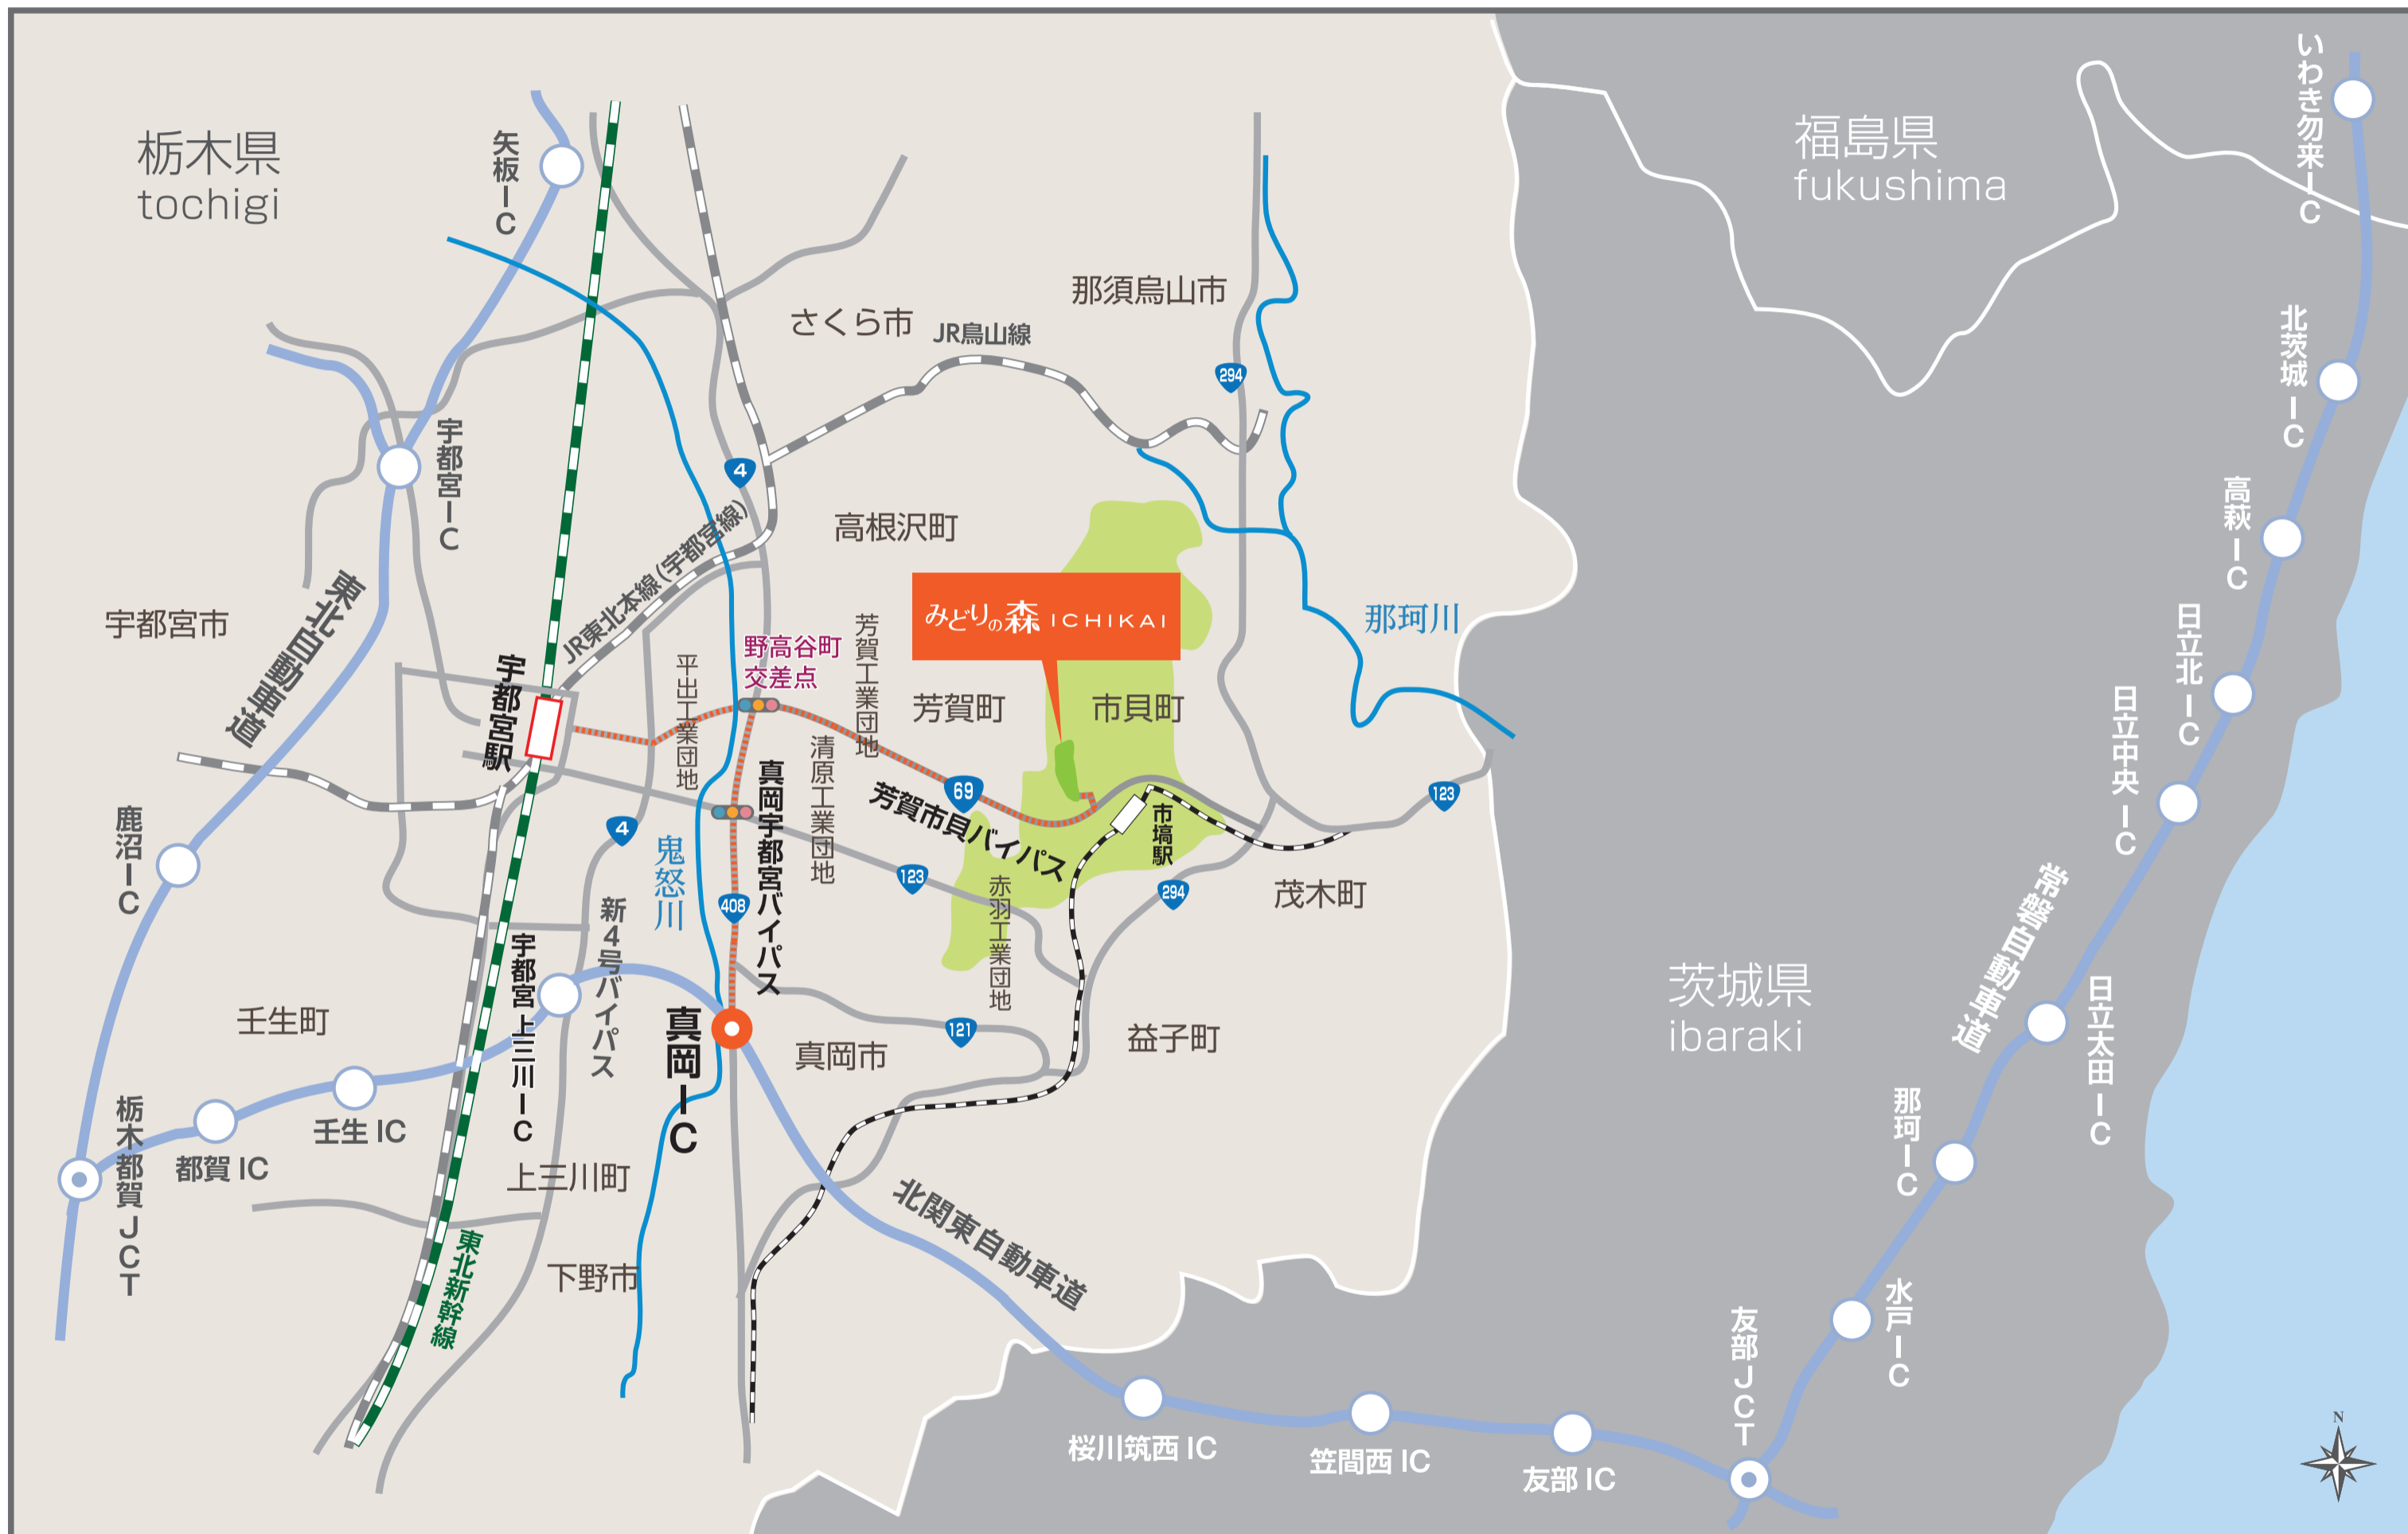 栃木県
tochigi
矢板IC
福島県
fukushima
いわき勿来IC
さくら市
那須烏山市
JR烏山線
294
北茨城IC
宇都宮IC
4
高根沢町
高萩IC
JR東北本線(宇都宮線)
みどりの森 ICHIKAI
那珂川
宇都宮市
東北自動車道
宇都宮駅
野高谷町
交差点
平出工業団地
芳賀工業団地
芳賀町
市貝町
日立北IC
日立中央IC
清原工業団地
真岡宇都宮バイパス
69
芳賀市貝バイパス
市塙駅
123
鹿沼IC
4
鬼怒川
123
294
茂木町
赤羽工業団地
408
新4号バイパス
常磐自動車道
宇都宮上三川IC
茨城県
ibaraki
日立太田IC
壬生町
真岡IC
121
真岡市
益子町
栃木都賀JCT
都賀 IC
壬生 IC
那珂IC
上三川町
北関東自動車道
東北新幹線
下野市
水戸IC
友部JCT
桜川筑西 IC
笠間西 IC
友部 IC
N